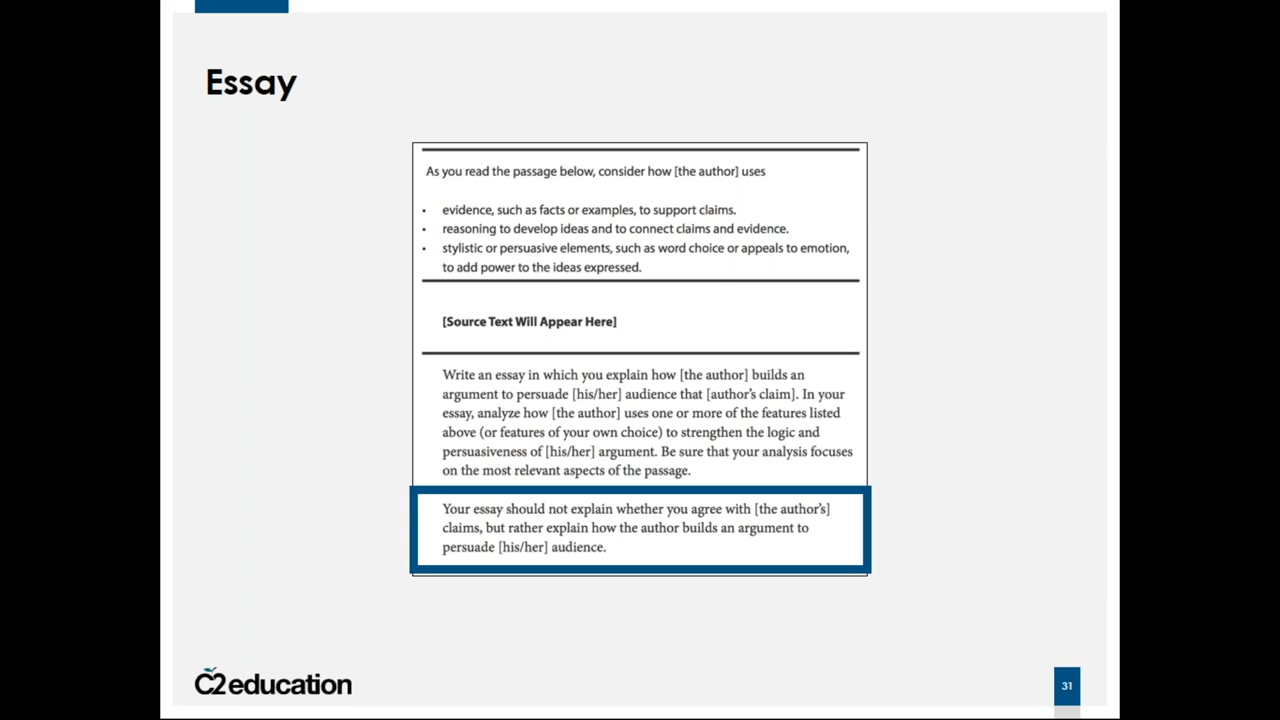 Essay
As you read the passage below, consider how [the author] uses
• evidence, such as facts or examples, to support claims.
• reasoning to develop ideas and to connect claims and evidence.
• stylistic or persuasive elements, such as word choice or appeals to emotion,
to add power to the ideas expressed.
[Source Text Will Appear Here]
Write an essay in which you explain how [the author] builds an
argument to persuade [his/her] audience that [author's claim]. In your
essay, analyze how [the author] uses one or more of the features listed
above (or features of your own choice) to strengthen the logic and
persuasiveness of [his/her] argument. Be sure that your analysis focuses
on the most relevant aspects of the passage.
Your essay should not explain whether you agree with [the author's]
claims, but rather explain how the author builds an argument to
persuade [his/her] audience.
C2education
31